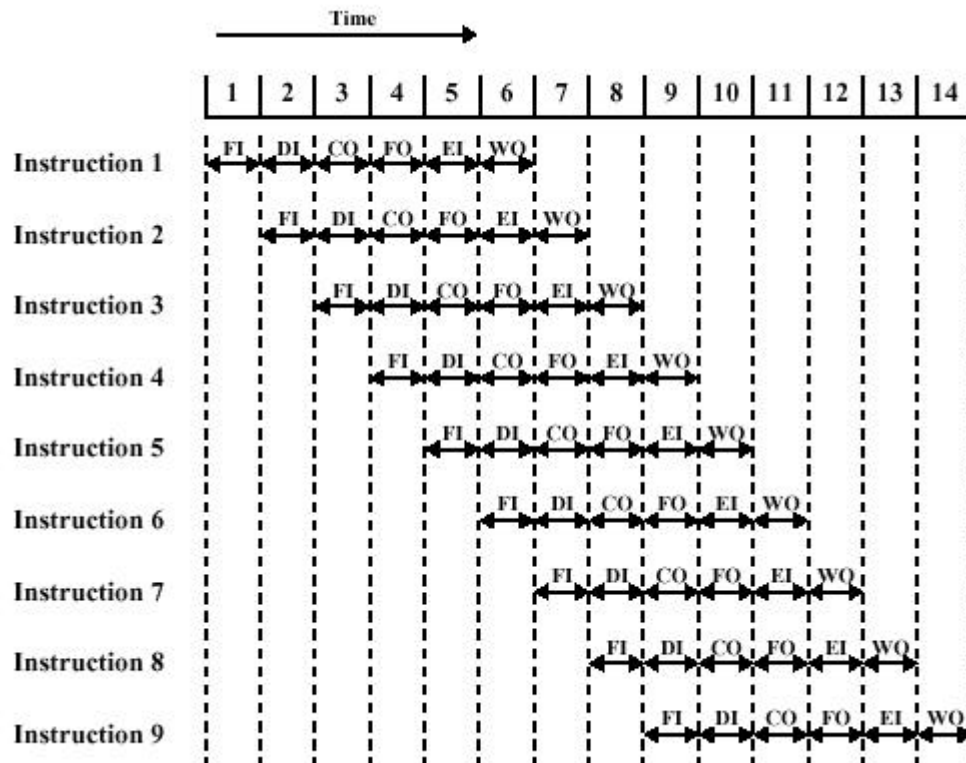 Time
1 2 3 4 5 6 7 8 9 10 11 12 13 14
Instruction 1 FI DI CO FO EI WO
Instruction 2 FI DI CO FO EI WO
Instruction 3 FI DI CO FO EI WO
Instruction 4 FI DI CO FO EI WO
Instruction 5 FI DI CO FO EI WO
Instruction 6 FI DI CO FO EI WO
Instruction 7 FI DI CO FO EI WO
Instruction 8 FI DI CO FO EI WO
Instruction 9 FI DI CO FO EI WO